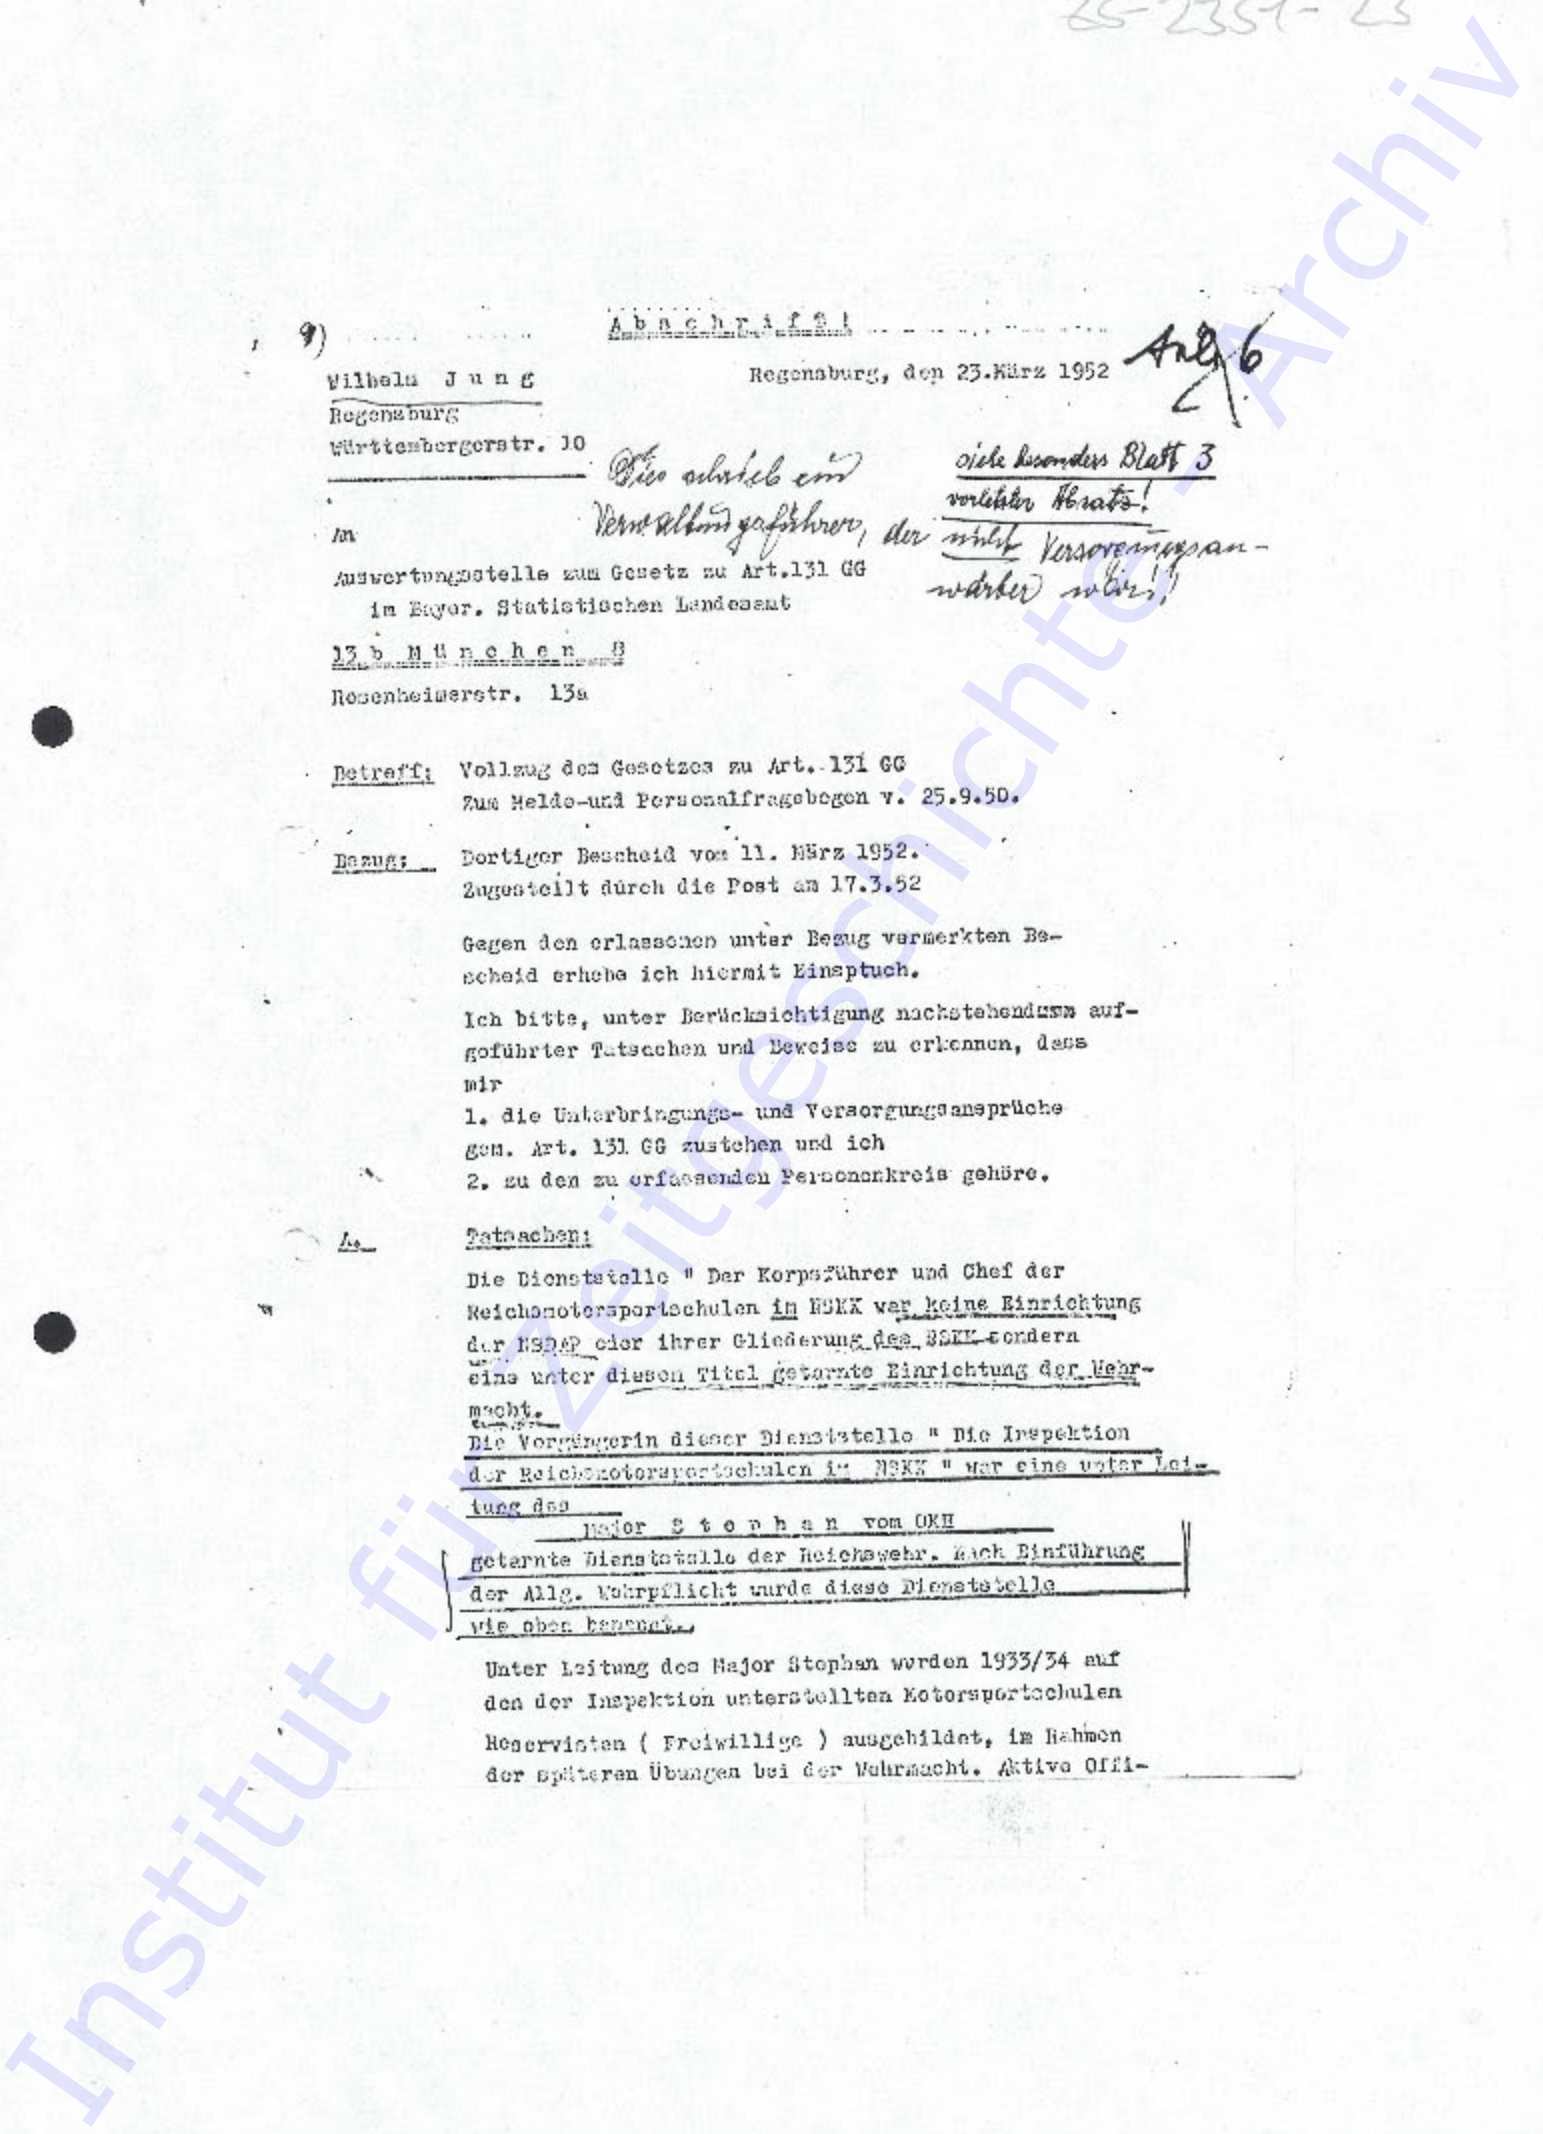 65-2351-23
9)
Abschrift!
Anlg 6
Wilhelm Jung
Regensburg, den 23.März 1952
Regensburg
Württembergerstr. 10
Dies schrieb ein
Verwaltungsführer, der nicht Versorgungsan-
wärter war!!
siehe besonders Blatt 3
vorletzter Absatz!
An
Auswertungsstelle zum Gesetz zu Art.131 GG
im Bayer. Statistischen Landesamt
13 b München 8
Rosenheimerstr. 13a
Betreff: Vollzug des Gesetzes zu Art. 131 GG
Zum Melde-und Personalfragebogen v. 25.9.50.
Bezug: Dortiger Bescheid vom 11. März 1952.
Zugestellt durch die Post am 17.3.52
Gegen den erlassenen unter Bezug vermerkten Be-
scheid erhebe ich hiermit Einsptuch.
Ich bitte, unter Berücksichtigung nachstehend auf-
geführter Tatsachen und Beweise zu erkennen, dass
mir
1. die Unterbringungs- und Versorgungsansprüche
gem. Art. 131 GG zustehen und ich
2. zu den zu erfassenden Personenkreis gehöre.
A. Tatsachen:
Die Dienststelle " Der Korpsführer und Chef der
Reichsmotorsportschulen im NSKK war keine Einrichtung
der NSDAP oder ihrer Gliederung des NSKK sondern
eine unter diesen Titel getarnte Einrichtung der Wehr-
macht.
Die Vorgängerin dieser Dienststelle " Die Inspektion
der Reichsmotorsportschulen im NSKK " war eine unter Lei-
tung des
Major Stephan vom OKH
getarnte Dienststelle der Reichswehr. Nach Einführung
der Allg. Wehrpflicht wurde diese Dienststelle
wie oben benannt.
Unter Leitung des Major Stephan wurden 1933/34 auf
den der Inspektion unterstellten Motorsportschulen
Reservisten ( Freiwillige ) ausgebildet, im Rahmen
der späteren Übungen bei der Wehrmacht. Aktive Offi-
Institut für Zeitgeschichte - Archiv